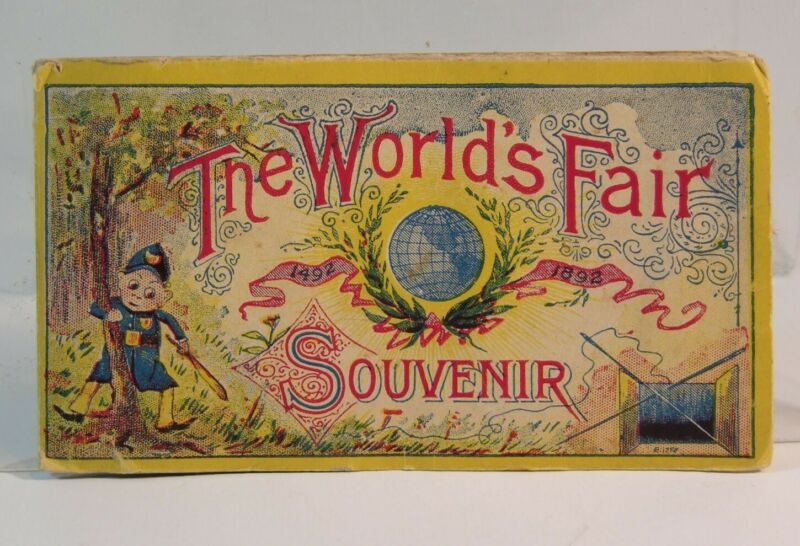 The World's Fair
1492 1892
SOUVENIR